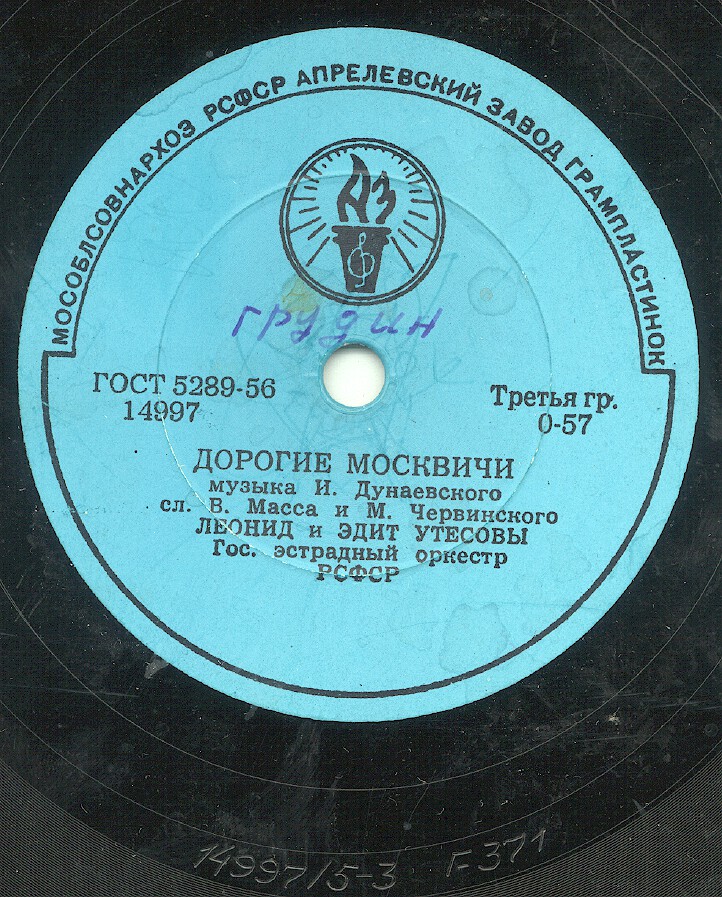 МОСОБЛСОВНАРХОЗ РСФСР АПРЕЛЕВСКИЙ ЗАВОД ГРАМПЛАСТИНОК
АЗ
грудин
ГОСТ 5289-56
14997
Третья гр.
0-57
ДОРОГИЕ МОСКВИЧИ
музыка И. Дунаевского
сл. В. Масса и М. Червинского
ЛЕОНИД и ЭДИТ УТЕСОВЫ
Гос. эстрадный оркестр
РСФСР
14997/5-3 F371